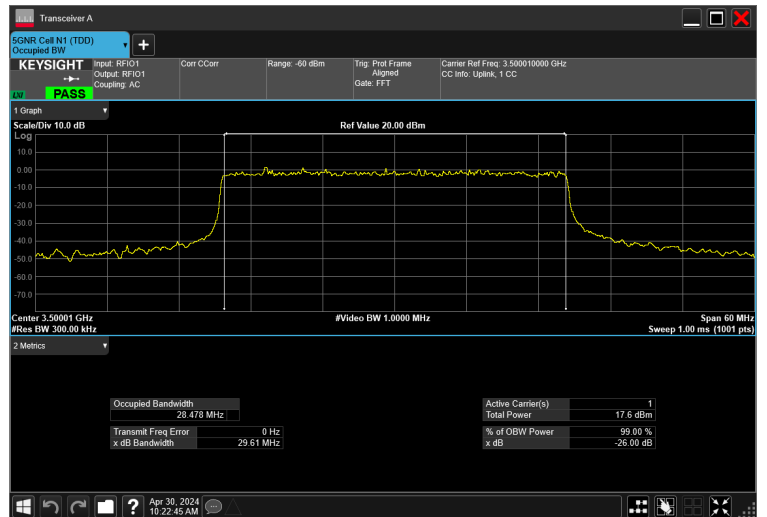 Transceiver A
5GNR Cell N1 (TDD)
Occupied BW
KEYSIGHT
LXI
PASS
Input: RFIO1
Output: RFIO1
Coupling: AC
Corr CCorr
Range: -60 dBm
Trig: Prot Frame
Aligned
Gate: FFT
Carrier Ref Freq: 3.500010000 GHz
CC Info: Uplink, 1 CC
1 Graph
Scale/Div 10.0 dB
Ref Value 20.00 dBm
Log
10.0
0.00
-10.0
-20.0
-30.0
-40.0
-50.0
-60.0
-70.0
Center 3.50001 GHz
#Video BW 1.0000 MHz
Span 60 MHz
#Res BW 300.00 kHz
Sweep 1.00 ms (1001 pts)
2 Metrics
Occupied Bandwidth
28.478 MHz
Transmit Freq Error 0 Hz
x dB Bandwidth 29.61 MHz
Active Carrier(s) 1
Total Power 17.6 dBm
% of OBW Power 99.00 %
x dB -26.00 dB
?
Apr 30, 2024
10:22:45 AM